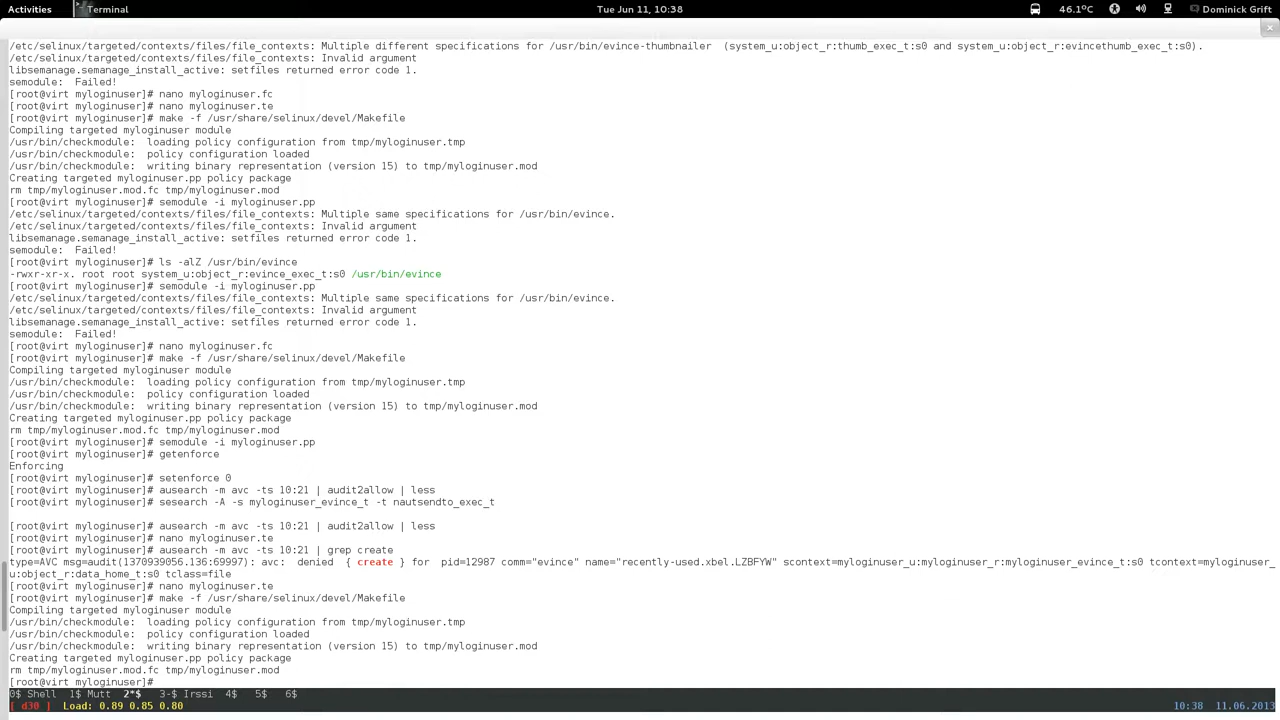 Activities Terminal Tue Jun 11, 10:38 46.1°C Dominick Grift
/etc/selinux/targeted/contexts/files/file_contexts: Multiple different specifications for /usr/bin/evince-thumbnailer  (system_u:object_r:thumb_exec_t:s0 and system_u:object_r:evincethumb_exec_t:s0).
/etc/selinux/targeted/contexts/files/file_contexts: Invalid argument
libsemanage.semanage_install_active: setfiles returned error code 1.
semodule:  Failed!
[root@virt myloginuser]# nano myloginuser.fc
[root@virt myloginuser]# nano myloginuser.te
[root@virt myloginuser]# make -f /usr/share/selinux/devel/Makefile
Compiling targeted myloginuser module
/usr/bin/checkmodule:  loading policy configuration from tmp/myloginuser.tmp
/usr/bin/checkmodule:  policy configuration loaded
/usr/bin/checkmodule:  writing binary representation (version 15) to tmp/myloginuser.mod
Creating targeted myloginuser.pp policy package
rm tmp/myloginuser.mod.fc tmp/myloginuser.mod
[root@virt myloginuser]# semodule -i myloginuser.pp
/etc/selinux/targeted/contexts/files/file_contexts: Multiple same specifications for /usr/bin/evince.
/etc/selinux/targeted/contexts/files/file_contexts: Invalid argument
libsemanage.semanage_install_active: setfiles returned error code 1.
semodule:  Failed!
[root@virt myloginuser]# ls -alZ /usr/bin/evince
-rwxr-xr-x. root root system_u:object_r:evince_exec_t:s0 /usr/bin/evince
[root@virt myloginuser]# semodule -i myloginuser.pp
/etc/selinux/targeted/contexts/files/file_contexts: Multiple same specifications for /usr/bin/evince.
/etc/selinux/targeted/contexts/files/file_contexts: Invalid argument
libsemanage.semanage_install_active: setfiles returned error code 1.
semodule:  Failed!
[root@virt myloginuser]# nano myloginuser.fc
[root@virt myloginuser]# make -f /usr/share/selinux/devel/Makefile
Compiling targeted myloginuser module
/usr/bin/checkmodule:  loading policy configuration from tmp/myloginuser.tmp
/usr/bin/checkmodule:  policy configuration loaded
/usr/bin/checkmodule:  writing binary representation (version 15) to tmp/myloginuser.mod
Creating targeted myloginuser.pp policy package
rm tmp/myloginuser.mod.fc tmp/myloginuser.mod
[root@virt myloginuser]# semodule -i myloginuser.pp
[root@virt myloginuser]# getenforce
Enforcing
[root@virt myloginuser]# setenforce 0
[root@virt myloginuser]# ausearch -m avc -ts 10:21 | audit2allow | less
[root@virt myloginuser]# sesearch -A -s myloginuser_evince_t -t nautsendto_exec_t
[root@virt myloginuser]# ausearch -m avc -ts 10:21 | audit2allow | less
[root@virt myloginuser]# nano myloginuser.te
[root@virt myloginuser]# ausearch -m avc -ts 10:21 | grep create
type=AVC msg=audit(1370939056.136:69997): avc:  denied  { create } for  pid=12987 comm="evince" name="recently-used.xbel.LZBFYW" scontext=myloginuser_u:myloginuser_r:myloginuser_evince_t:s0 tcontext=myloginuser_
u:object_r:data_home_t:s0 tclass=file
[root@virt myloginuser]# nano myloginuser.te
[root@virt myloginuser]# make -f /usr/share/selinux/devel/Makefile
Compiling targeted myloginuser module
/usr/bin/checkmodule:  loading policy configuration from tmp/myloginuser.tmp
/usr/bin/checkmodule:  policy configuration loaded
/usr/bin/checkmodule:  writing binary representation (version 15) to tmp/myloginuser.mod
Creating targeted myloginuser.pp policy package
rm tmp/myloginuser.mod.fc tmp/myloginuser.mod
[root@virt myloginuser]#
0$ Shell  1$ Mutt  2*$  3-$ Irssi  4$  5$  6$
[ d30 ]  Load: 0.89 0.85 0.80 10:38 11.06.2013